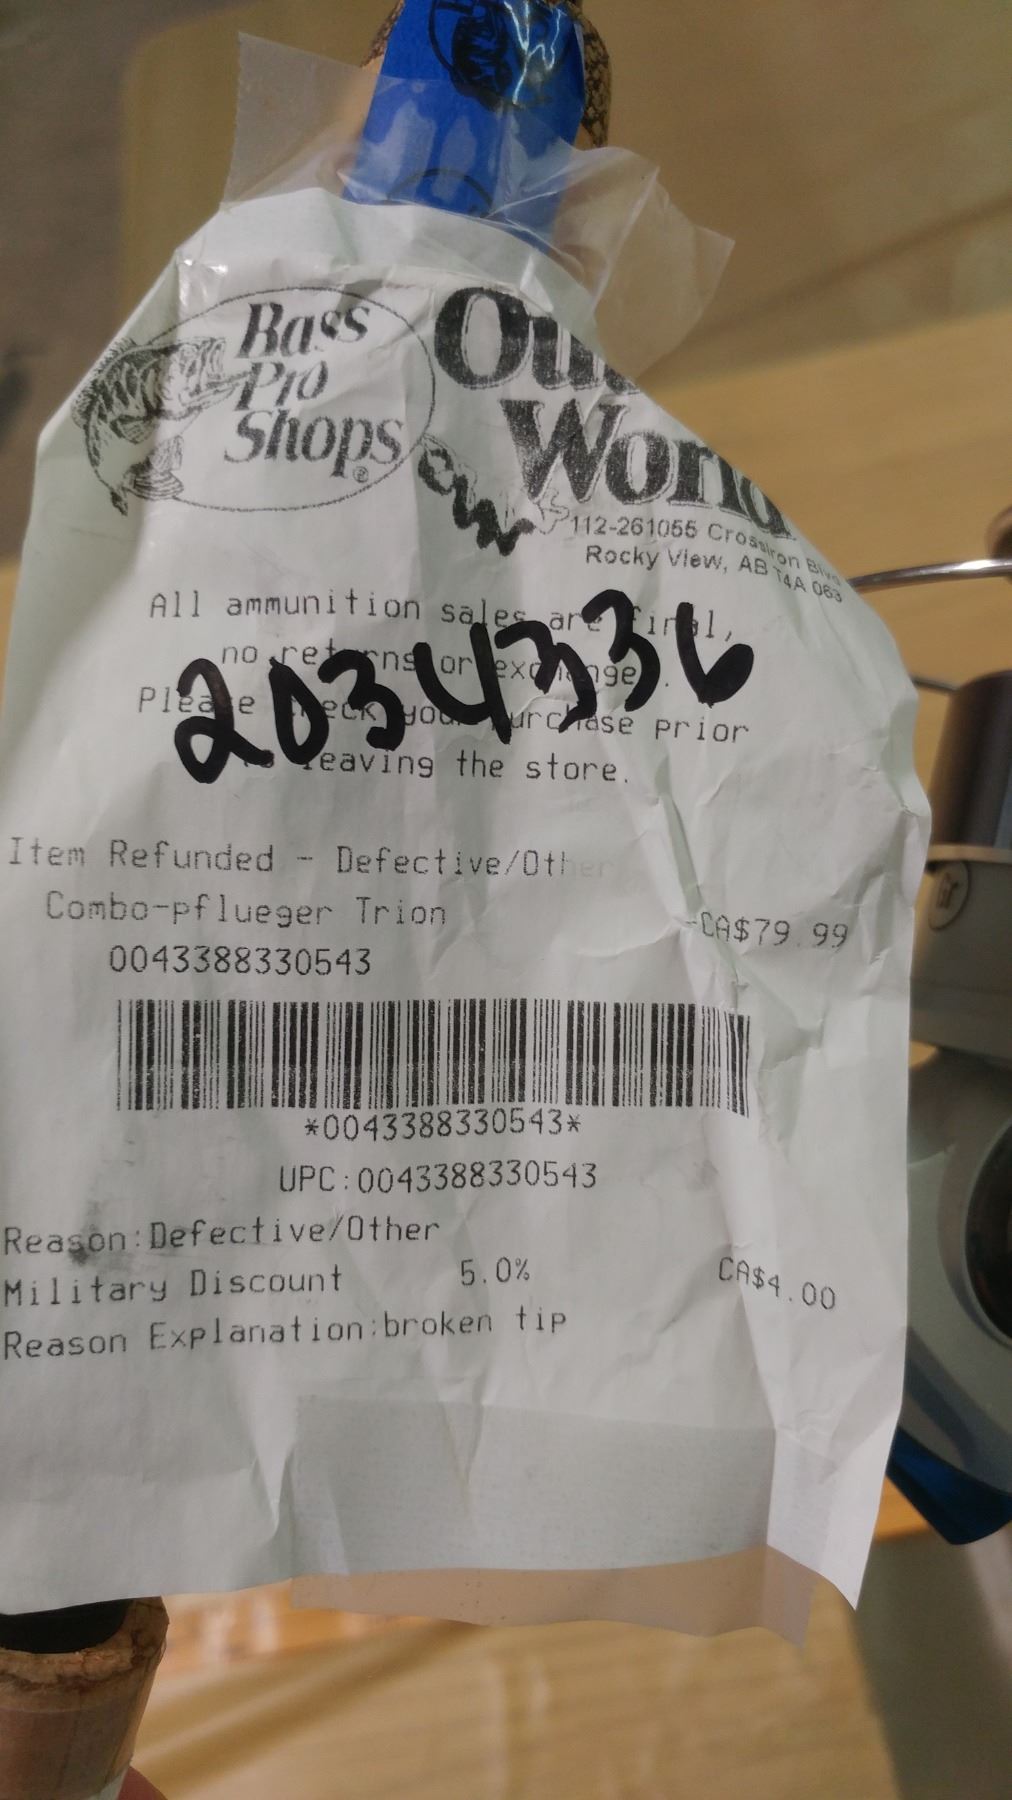 Bass
Pro
Shops
Out
World
112-261055 CrossIron Blvd
Rocky View, AB T4A 0G3
All ammunition sales are final,
no returns or exchange
Please check your purchase prior
leaving the store.
2034336
Item Refunded - Defective/Other
Combo-pflueger Trion -CA$79.99
0043388330543
*0043388330543*
UPC:0043388330543
Reason:Defective/Other
Military Discount 5.0% CA$4.00
Reason Explanation:broken tip